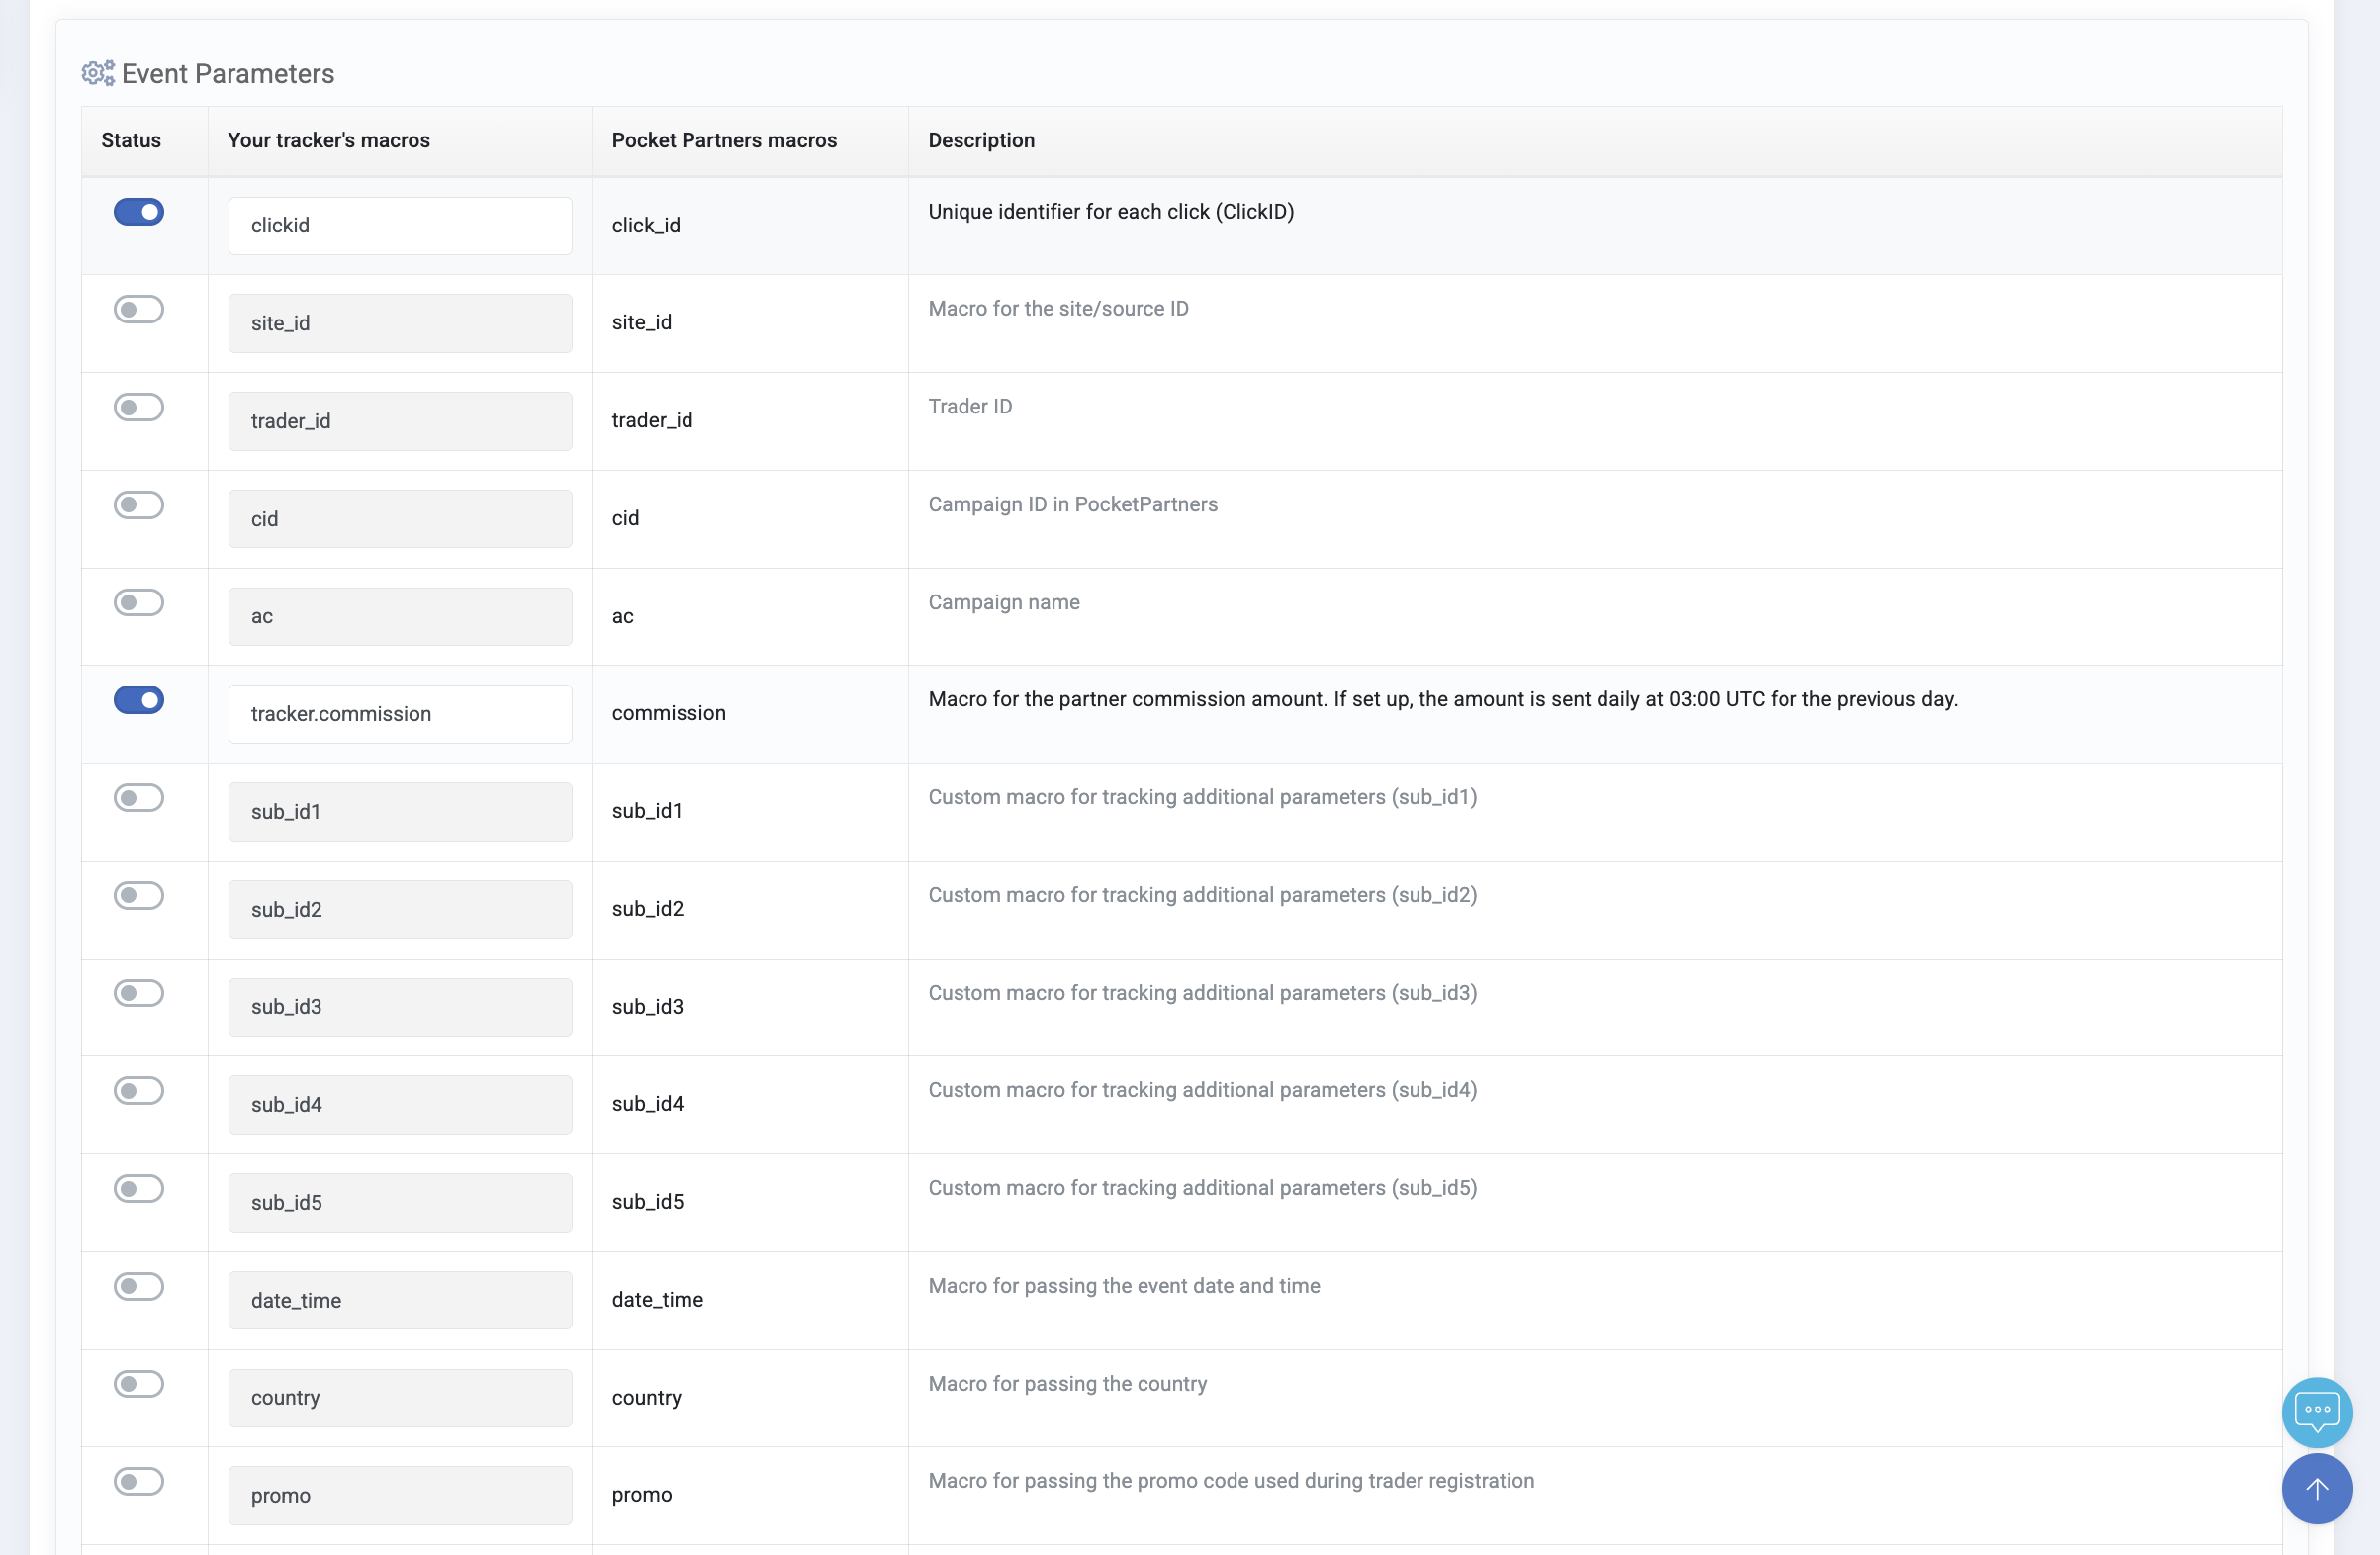 Event Parameters
Status Your tracker's macros Pocket Partners macros Description
clickid click_id Unique identifier for each click (ClickID)
site_id site_id Macro for the site/source ID
trader_id trader_id Trader ID
cid cid Campaign ID in PocketPartners
ac ac Campaign name
tracker.commission commission Macro for the partner commission amount. If set up, the amount is sent daily at 03:00 UTC for the previous day.
sub_id1 sub_id1 Custom macro for tracking additional parameters (sub_id1)
sub_id2 sub_id2 Custom macro for tracking additional parameters (sub_id2)
sub_id3 sub_id3 Custom macro for tracking additional parameters (sub_id3)
sub_id4 sub_id4 Custom macro for tracking additional parameters (sub_id4)
sub_id5 sub_id5 Custom macro for tracking additional parameters (sub_id5)
date_time date_time Macro for passing the event date and time
country country Macro for passing the country
promo promo Macro for passing the promo code used during trader registration